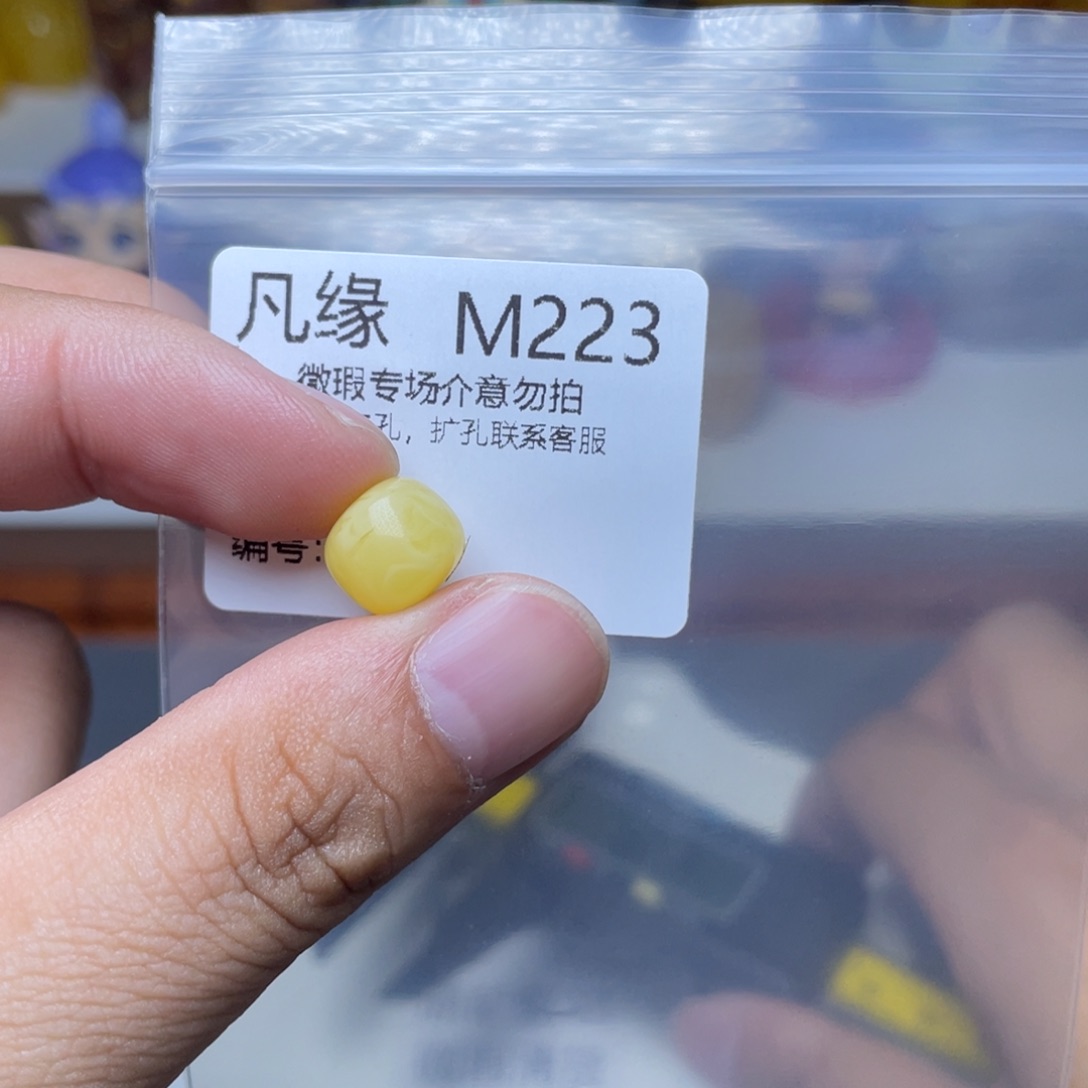 凡缘 M223
微瑕专场介意勿拍
孔，扩孔联系客服
编号: